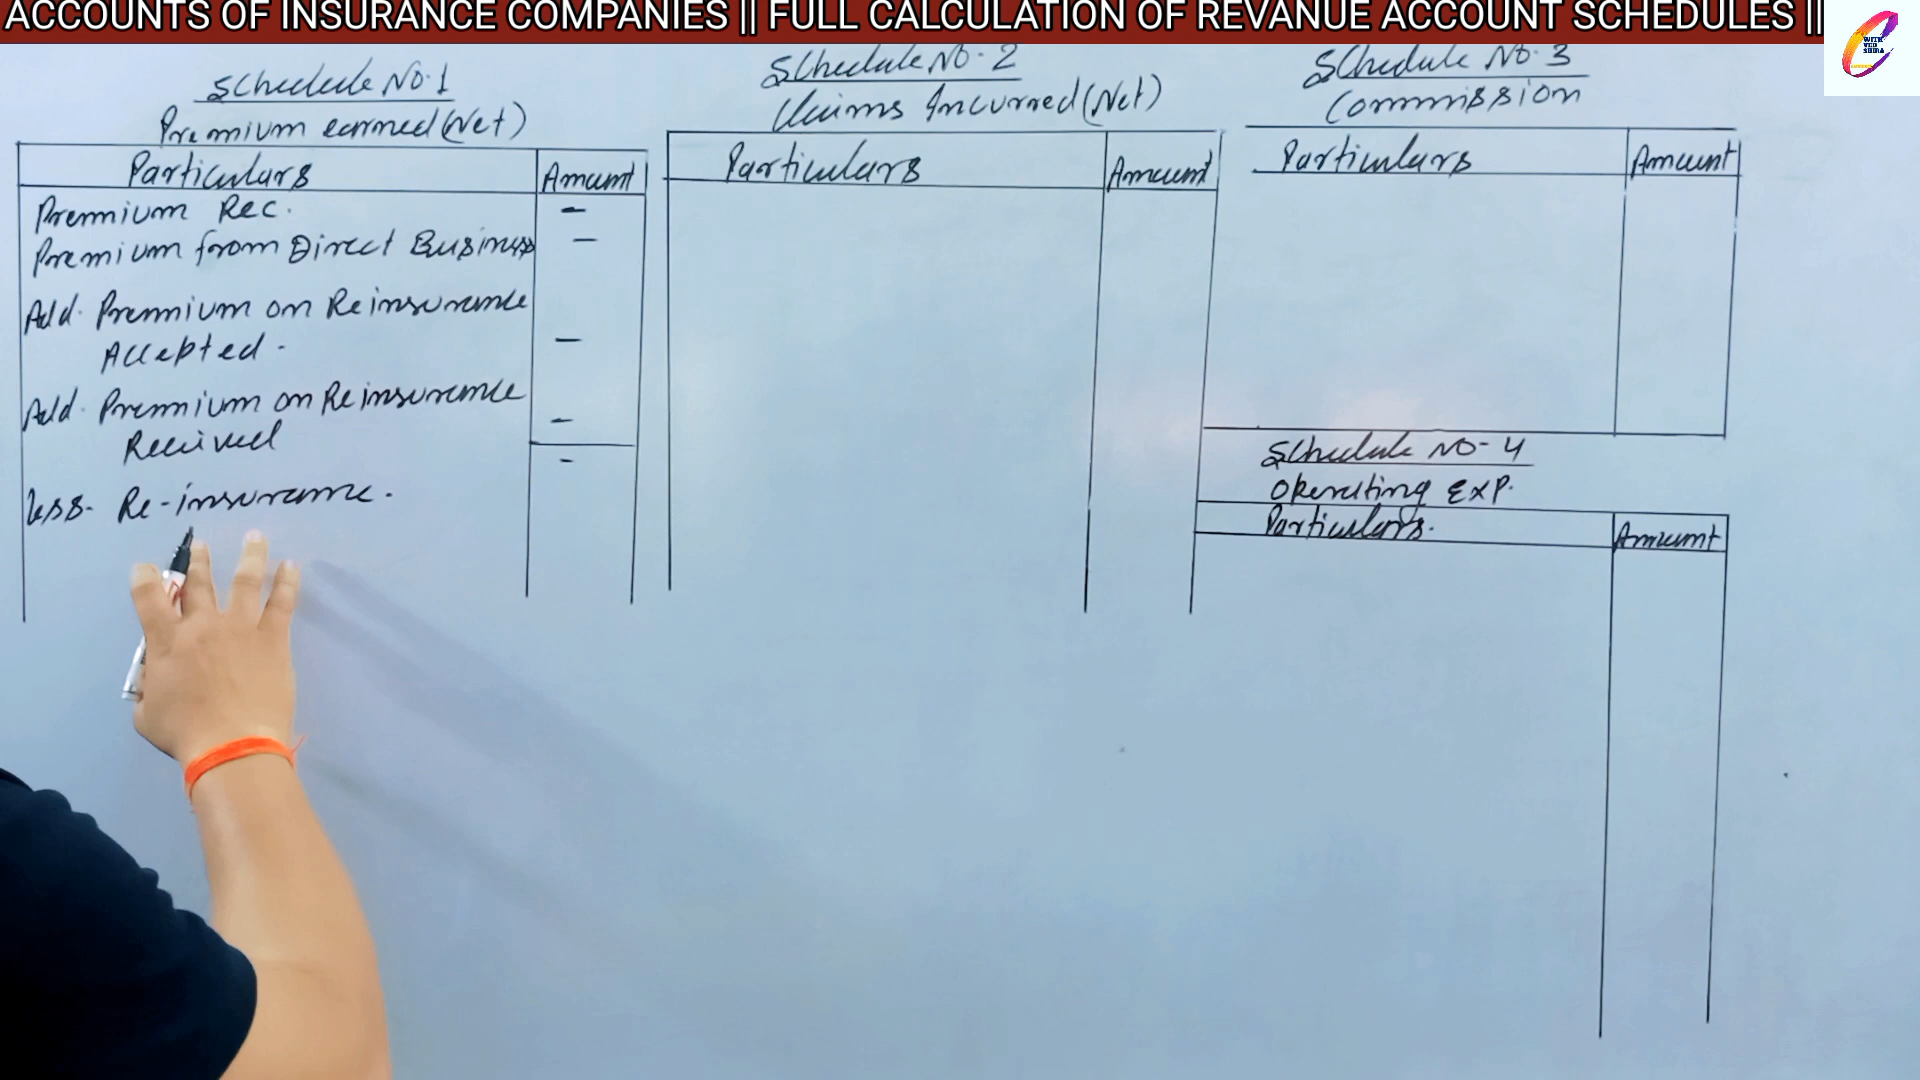 ACCOUNTS OF INSURANCE COMPANIES || FULL CALCULATION OF REVANUE ACCOUNT SCHEDULES ||
Schedule No. 1
Premium earned (Net)
Particulars Amount
Premium Rec. -
Premium from Direct Business -
Add. Premium on Reinsurance
Accepted. -
Add. Premium on Reinsurance
Received -
-
Less. Re-insurance.
Schedule No. 2
Claims Incurred (Net)
Particulars Amount
Schedule No. 3
Commission
Particulars Amount
Schedule No- 4
Operating Exp.
Particulars. Amount